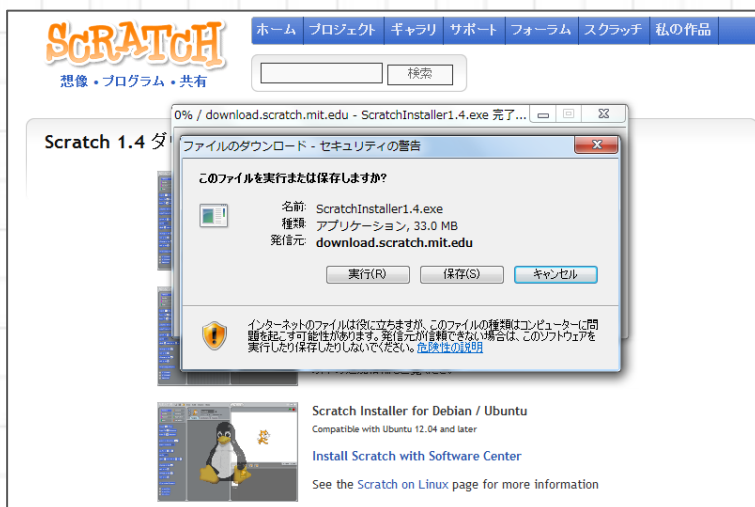 SCRATCH
想像・プログラム・共有
ホーム プロジェクト ギャラリ サポート フォーラム スクラッチ 私の作品
検索
0% / download.scratch.mit.edu - ScratchInstaller1.4.exe 完了...
Scratch 1.4 ダ
ファイルのダウンロード - セキュリティの警告
このファイルを実行または保存しますか?
名前: ScratchInstaller1.4.exe
種類: アプリケーション, 33.0 MB
発信元: download.scratch.mit.edu
実行(R) 保存(S) キャンセル
インターネットのファイルは役に立ちますが、このファイルの種類はコンピューターに問
題を起こす可能性があります。発信元が信頼できない場合は、このソフトウェアを
実行したり保存したりしないでください。危険性の説明
Scratch Installer for Debian / Ubuntu
Compatible with Ubuntu 12.04 and later
Install Scratch with Software Center
See the Scratch on Linux page for more information